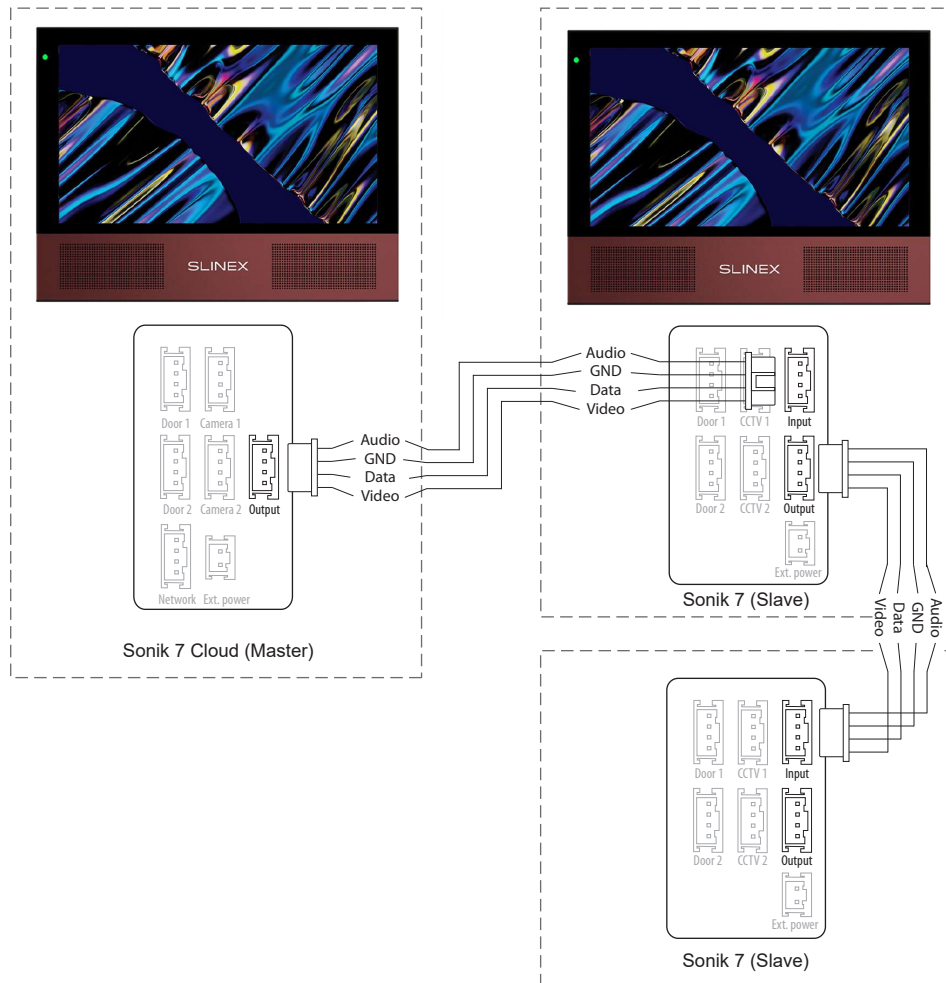 SLINEX
Door 1 Camera 1
Door 2 Camera 2 Output
Network Ext. power
Audio
GND
Data
Video
Sonik 7 Cloud (Master)
SLINEX
Audio
GND
Data
Video
Door 1 CCTV 1 Input
Door 2 CCTV 2 Output
Ext. power
Sonik 7 (Slave)
Video
Data
GND
Audio
Door 1 CCTV 1 Input
Door 2 CCTV 2 Output
Ext. power
Sonik 7 (Slave)